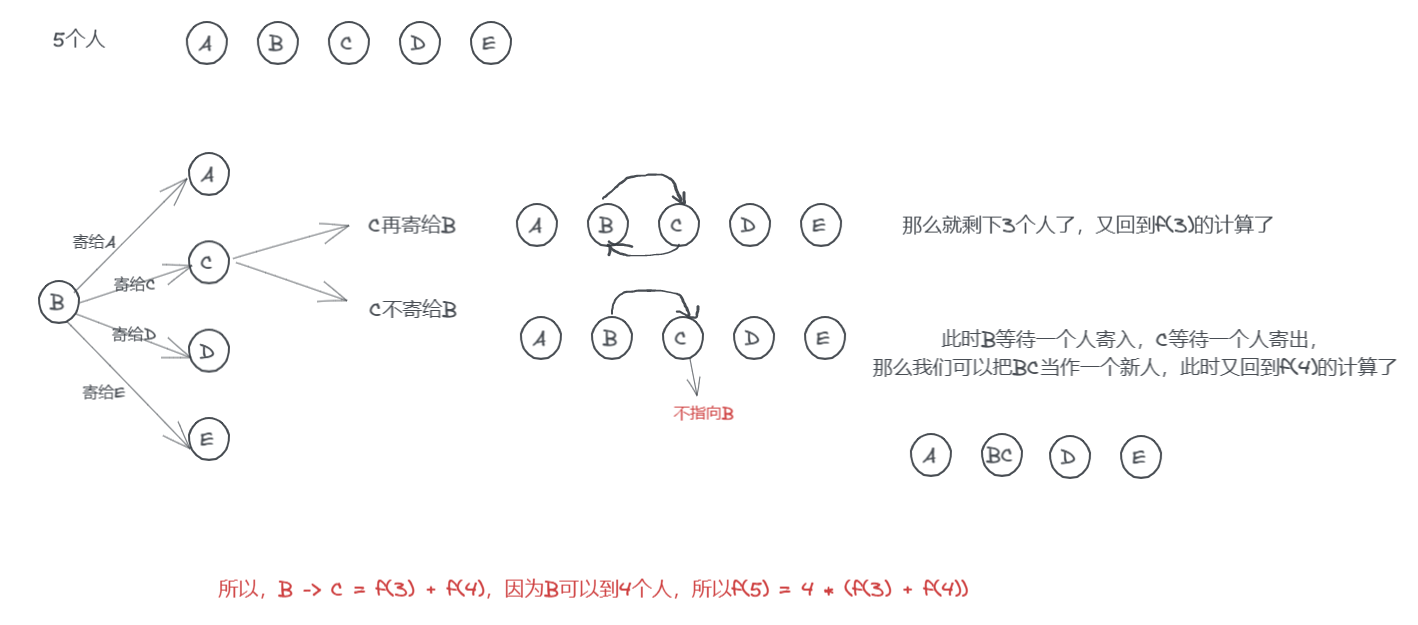 5个人 A B C D E
A
寄给A
C再寄给B
A B C D E
那么就剩下3个人了，又回到f(3)的计算了
C
寄给C
B
C不寄给B
寄给D
D
A B C D E
此时B等待一个人寄入，C等待一个人寄出，
那么我们可以把BC当作一个新人，此时又回到f(4)的计算了
寄给E
不指向B
E
A BC D E
所以，B -> C = f(3) + f(4)，因为B可以到4个人，所以f(5) = 4 * (f(3) + f(4))